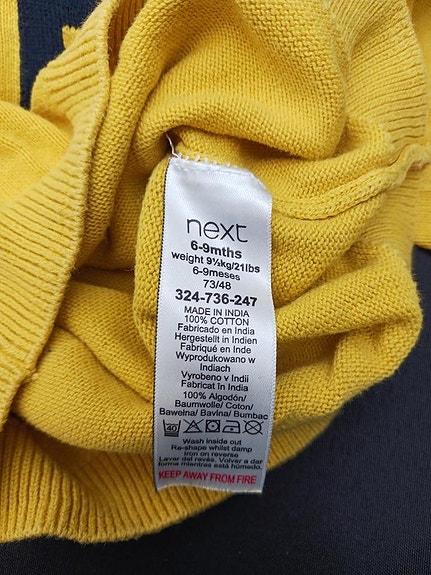 next
6-9mths
weight 9½kg/21lbs
6-9meses
73/48
324-736-247
MADE IN INDIA
100% COTTON
Fabricado en India
Hergestellt in Indien
Fabriqué en Inde
Wyprodukowano w
Indiach
Vyrobeno v Indii
Fabricat în India
100% Algodón/
Baumwolle/ Coton/
Bawełna/ Bavlna/ Bumbac
40
Wash inside out
Re-shape whilst damp
iron on reverse
Lavar del revés. Volver a dar
forma mientras esté húmedo.
KEEP AWAY FROM FIRE